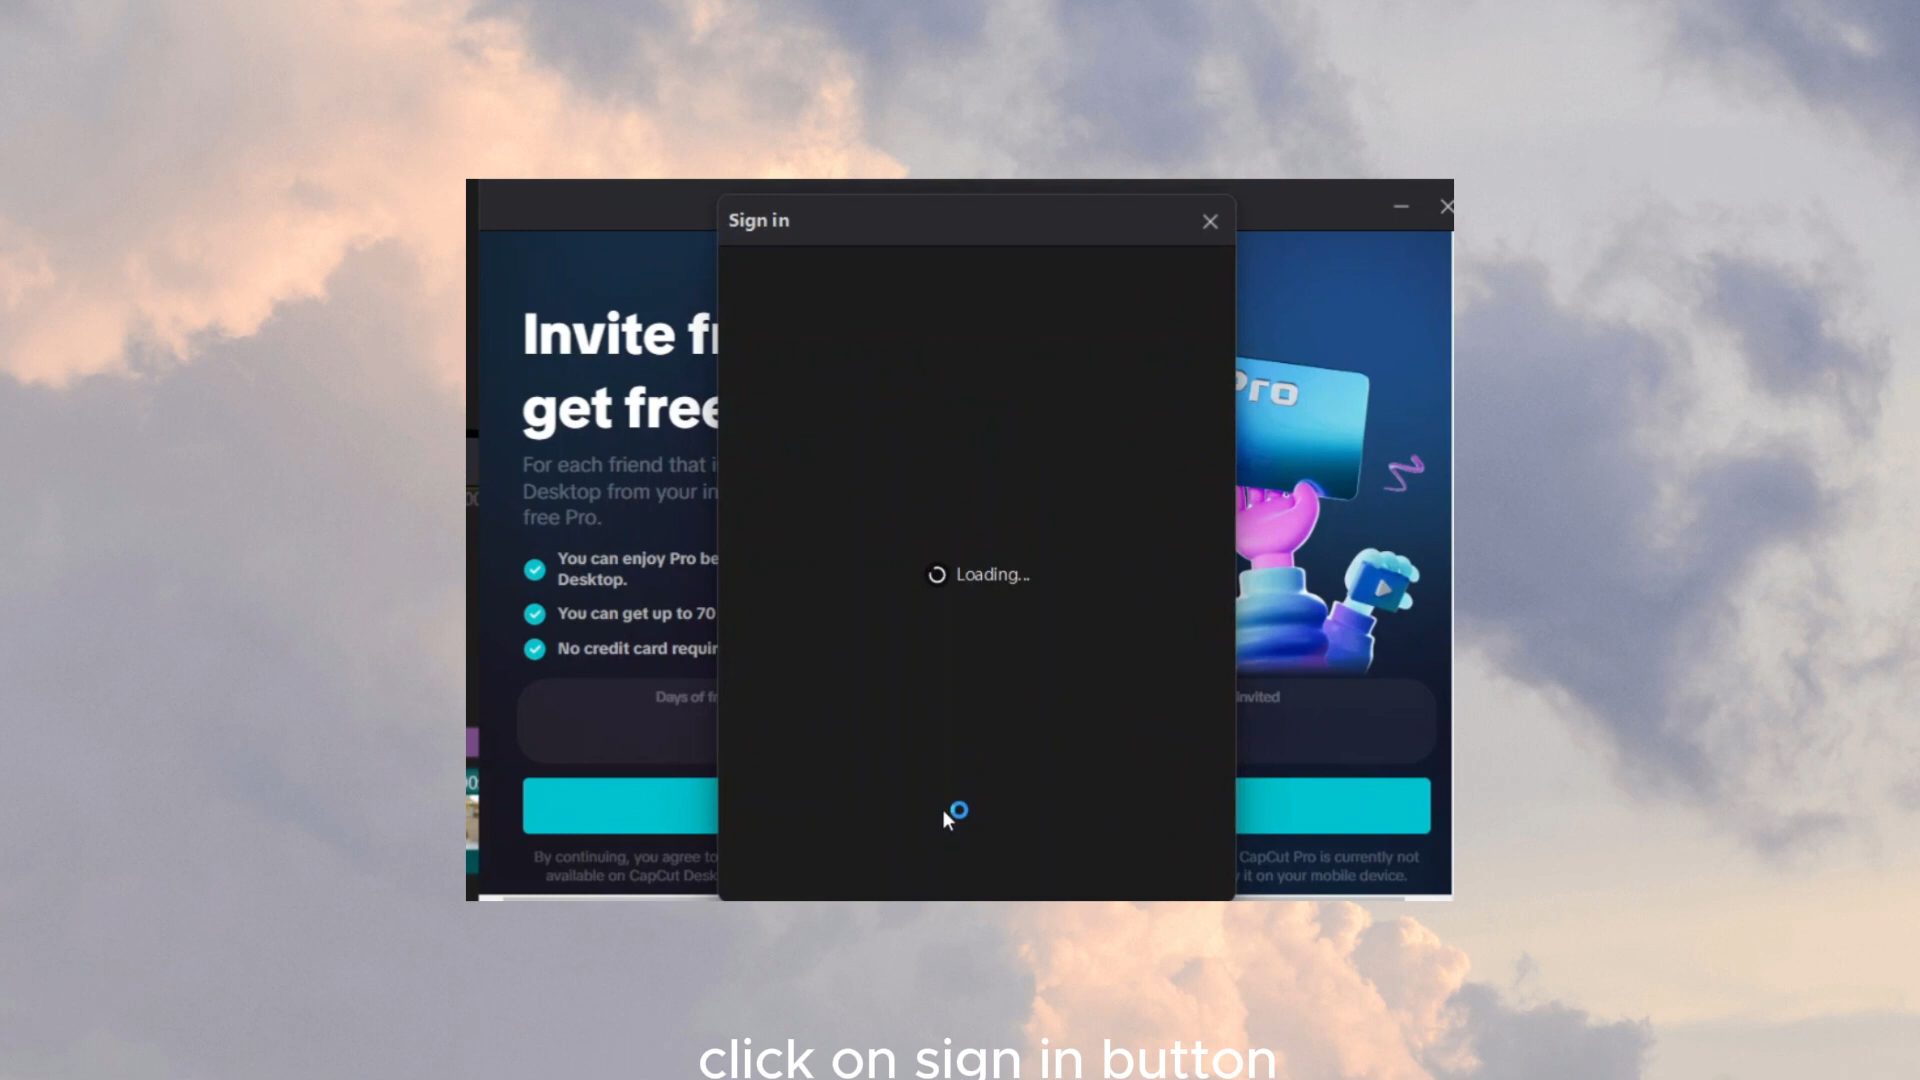 Sign in
Invite fr
get free
Pro
For each friend that i
Desktop from your in
free Pro.
You can enjoy Pro be
Desktop.
You can get up to 70
No credit card requir
Loading...
Days of fr
invited
By continuing, you agree to
CapCut Pro is currently not
available on CapCut Desk
it on your mobile device.
click on sign in button